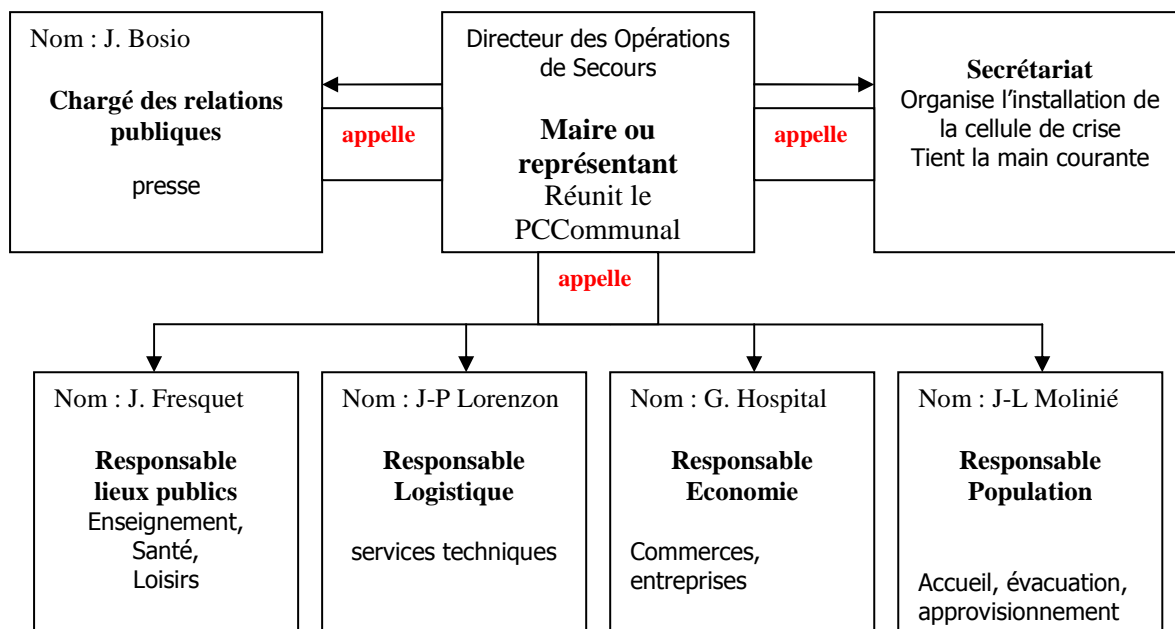 Nom : J. Bosio
Chargé des relations
publiques
presse
appelle
Directeur des Opérations
de Secours
Maire ou
représentant
Réunit le
PCCommunal
appelle
Secrétariat
Organise l’installation de
la cellule de crise
Tient la main courante
appelle
Nom : J. Fresquet
Responsable
lieux publics
Enseignement,
Santé,
Loisirs
Nom : J-P Lorenzon
Responsable
Logistique
services techniques
Nom : G. Hospital
Responsable
Economie
Commerces,
entreprises
Nom : J-L Molinié
Responsable
Population
Accueil, évacuation,
approvisionnement